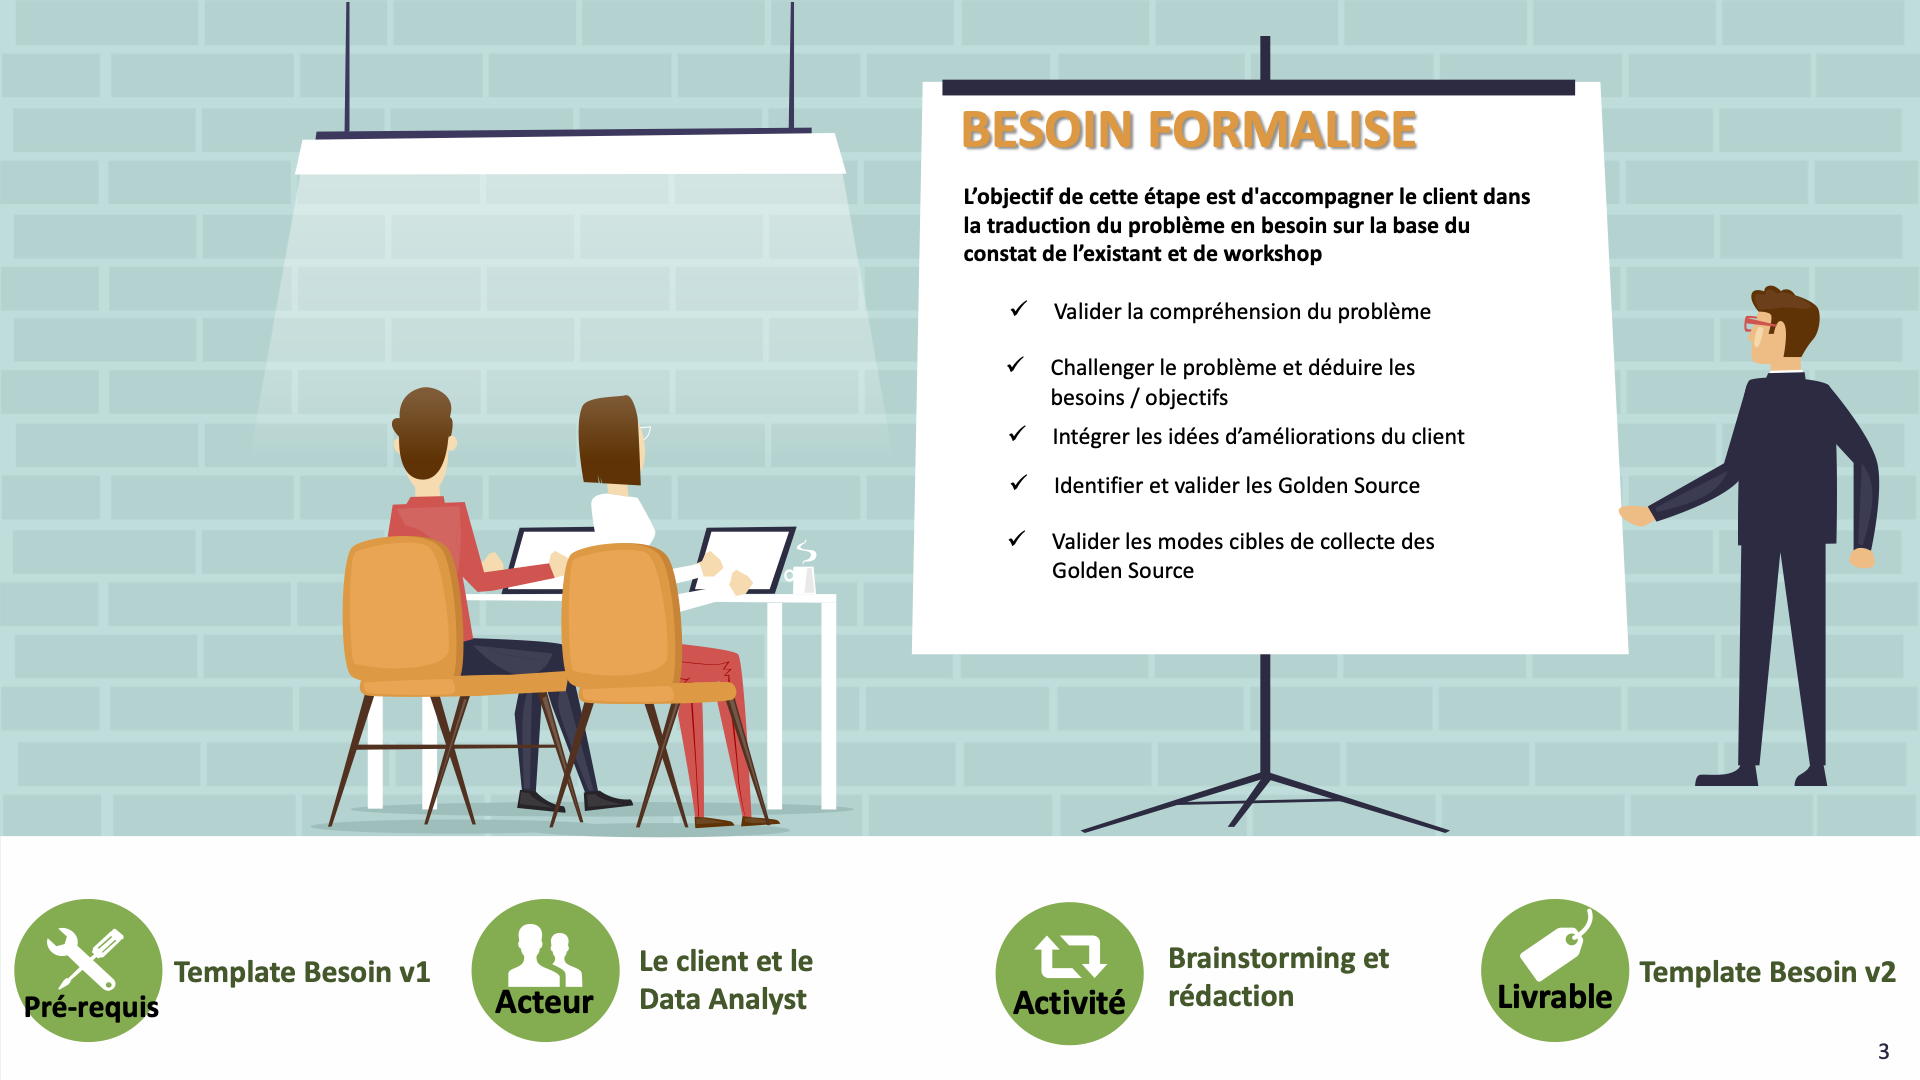 BESOIN FORMALISE
L’objectif de cette étape est d'accompagner le client dans
la traduction du problème en besoin sur la base du
constat de l’existant et de workshop
✓ Valider la compréhension du problème
✓ Challenger le problème et déduire les
besoins / objectifs
✓ Intégrer les idées d’améliorations du client
✓ Identifier et valider les Golden Source
✓ Valider les modes cibles de collecte des
Golden Source
Pré-requis
Template Besoin v1
Acteur
Le client et le
Data Analyst
Activité
Brainstorming et
rédaction
Livrable
Template Besoin v2
3